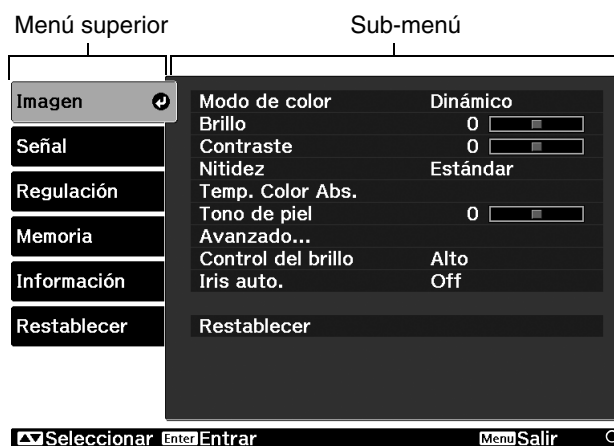 Menú superior
Sub-menú
Imagen
Señal
Regulación
Memoria
Información
Restablecer
Modo de color Dinámico
Brillo 0
Contraste 0
Nitidez Estándar
Temp. Color Abs.
Tono de piel 0
Avanzado...
Control del brillo Alto
Iris auto. Off
Restablecer
Seleccionar Enter Entrar Menu Salir